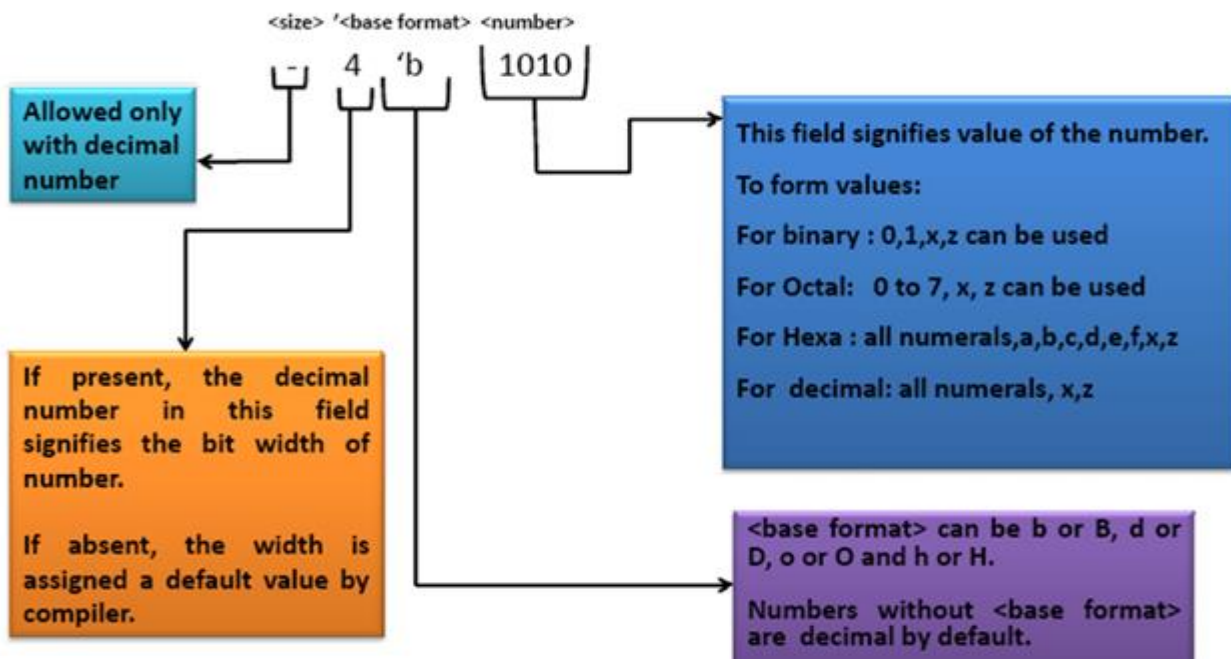 <size> '<base format> <number>
- 4 ‘b 1010
Allowed only
with decimal
number
This field signifies value of the number.
To form values:
For binary : 0,1,x,z can be used
For Octal: 0 to 7, x, z can be used
For Hexa : all numerals,a,b,c,d,e,f,x,z
For decimal: all numerals, x,z
If present, the decimal
number in this field
signifies the bit width of
number.
If absent, the width is
assigned a default value by
compiler.
<base format> can be b or B, d or
D, o or O and h or H.
Numbers without <base format>
are decimal by default.